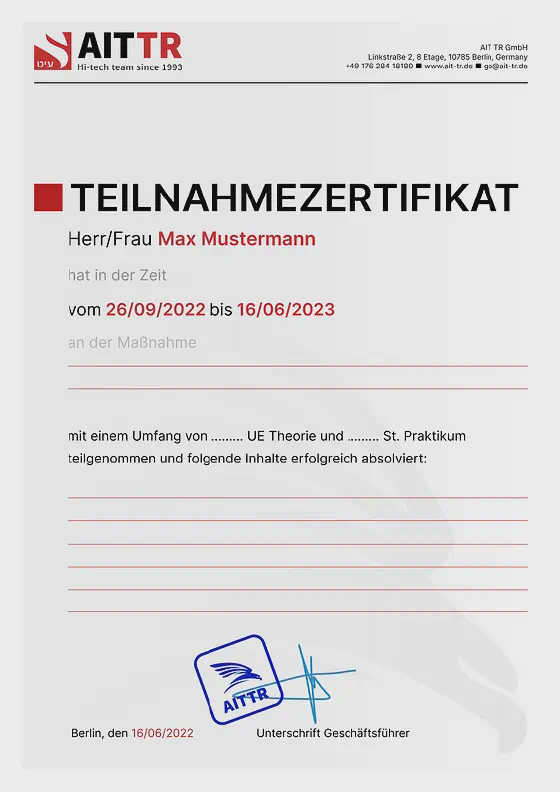 AITTR
עיט
Hi-tech team since 1993
AIT TR GmbH
Linkstraße 2, 8 Etage, 10785 Berlin, Germany
+49 176 284 18180 ■ www.ait-tr.de ■ go@ait-tr.de
TEILNAHMEZERTIFIKAT
Herr/Frau Max Mustermann
hat in der Zeit
vom 26/09/2022 bis 16/06/2023
an der Maßnahme
mit einem Umfang von ......... UE Theorie und ......... St. Praktikum
teilgenommen und folgende Inhalte erfolgreich absolviert:
AITTR
Berlin, den 16/06/2022
Unterschrift Geschäftsführer